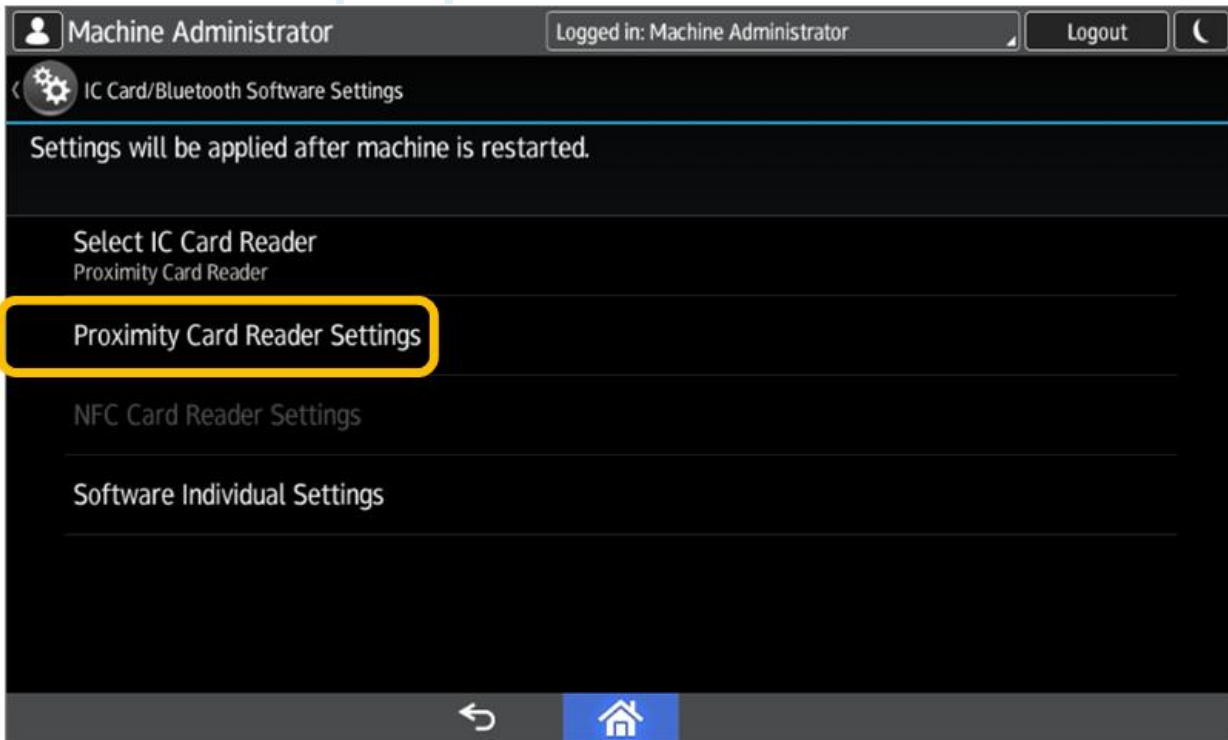 Machine Administrator
Logged in: Machine Administrator
Logout
IC Card/Bluetooth Software Settings
Settings will be applied after machine is restarted.
Select IC Card Reader
Proximity Card Reader
Proximity Card Reader Settings
NFC Card Reader Settings
Software Individual Settings